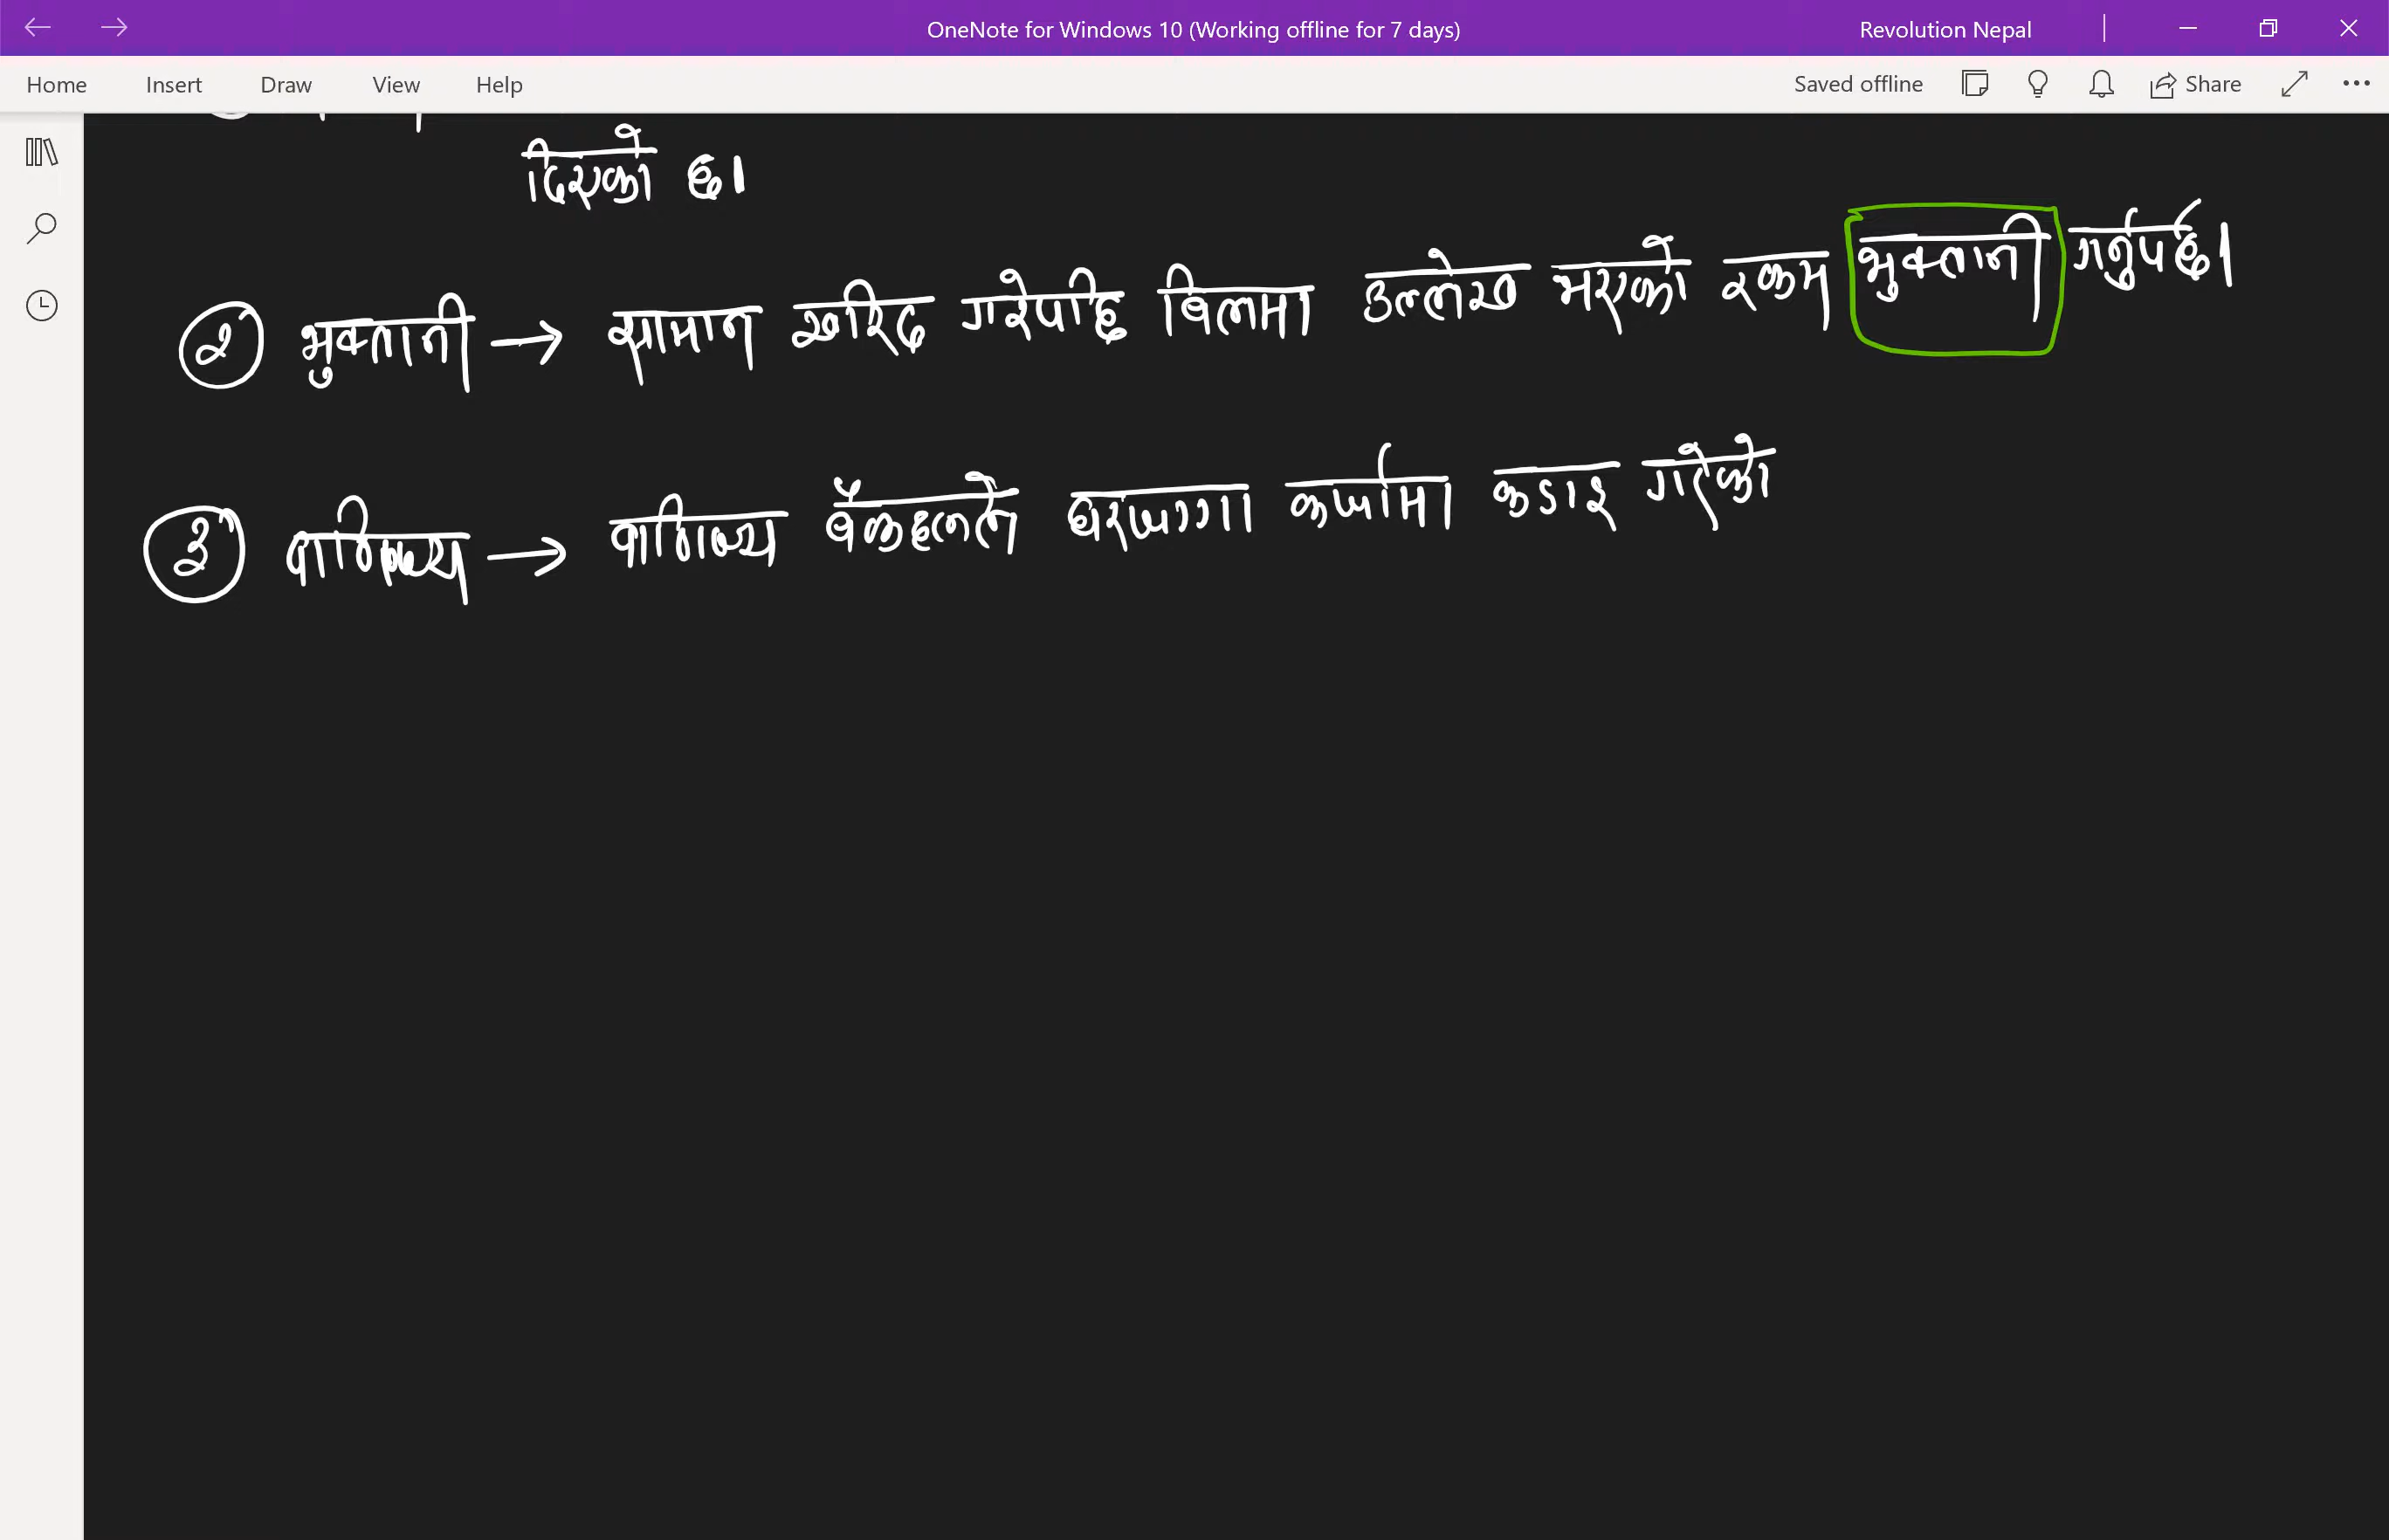 OneNote for Windows 10 (Working offline for 7 days) Revolution Nepal
Home Insert Draw View Help Saved offline Share
दिएको छ।
२ भुक्तानी → सामान खरिद गरेपछि बिलमा उल्लेख भएको रकम भुक्तानी गर्नुपर्छ।
३ वाणिज्य → वाणिज्य बैंकहरूले घरजग्गा कर्जामा कडाइ गरेको